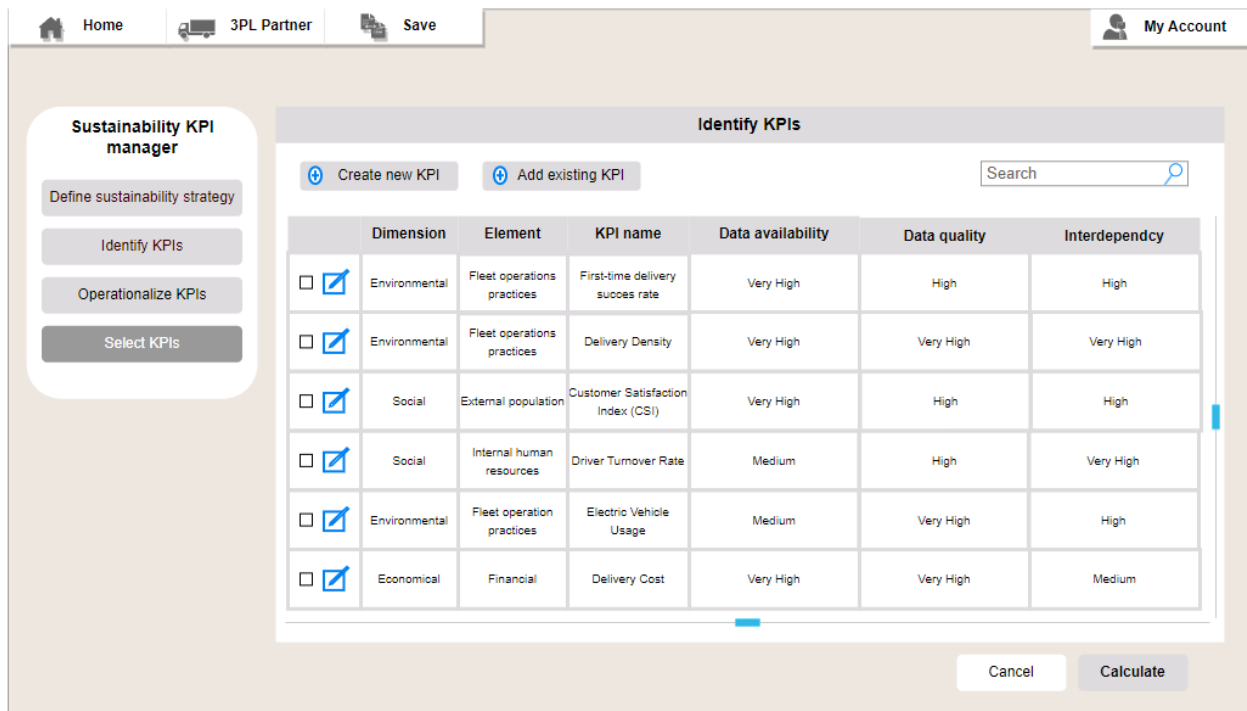 Home
3PL Partner
Save
My Account
Sustainability KPI
manager
Define sustainability strategy
Identify KPIs
Operationalize KPIs
Select KPIs
Identify KPIs
Create new KPI
Add existing KPI
Search
Dimension Element KPI name Data availability Data quality Interdependcy
Environmental
Fleet operations
practices
First-time delivery
succes rate
Very High
High
High
Environmental
Fleet operations
practices
Delivery Density
Very High
Very High
Very High
Social
External population
Customer Satisfaction
Index (CSI)
Very High
High
High
Social
Internal human
resources
Driver Turnover Rate
Medium
High
Very High
Environmental
Fleet operation
practices
Electric Vehicle
Usage
Medium
Very High
High
Economical
Financial
Delivery Cost
Very High
Very High
Medium
Cancel
Calculate